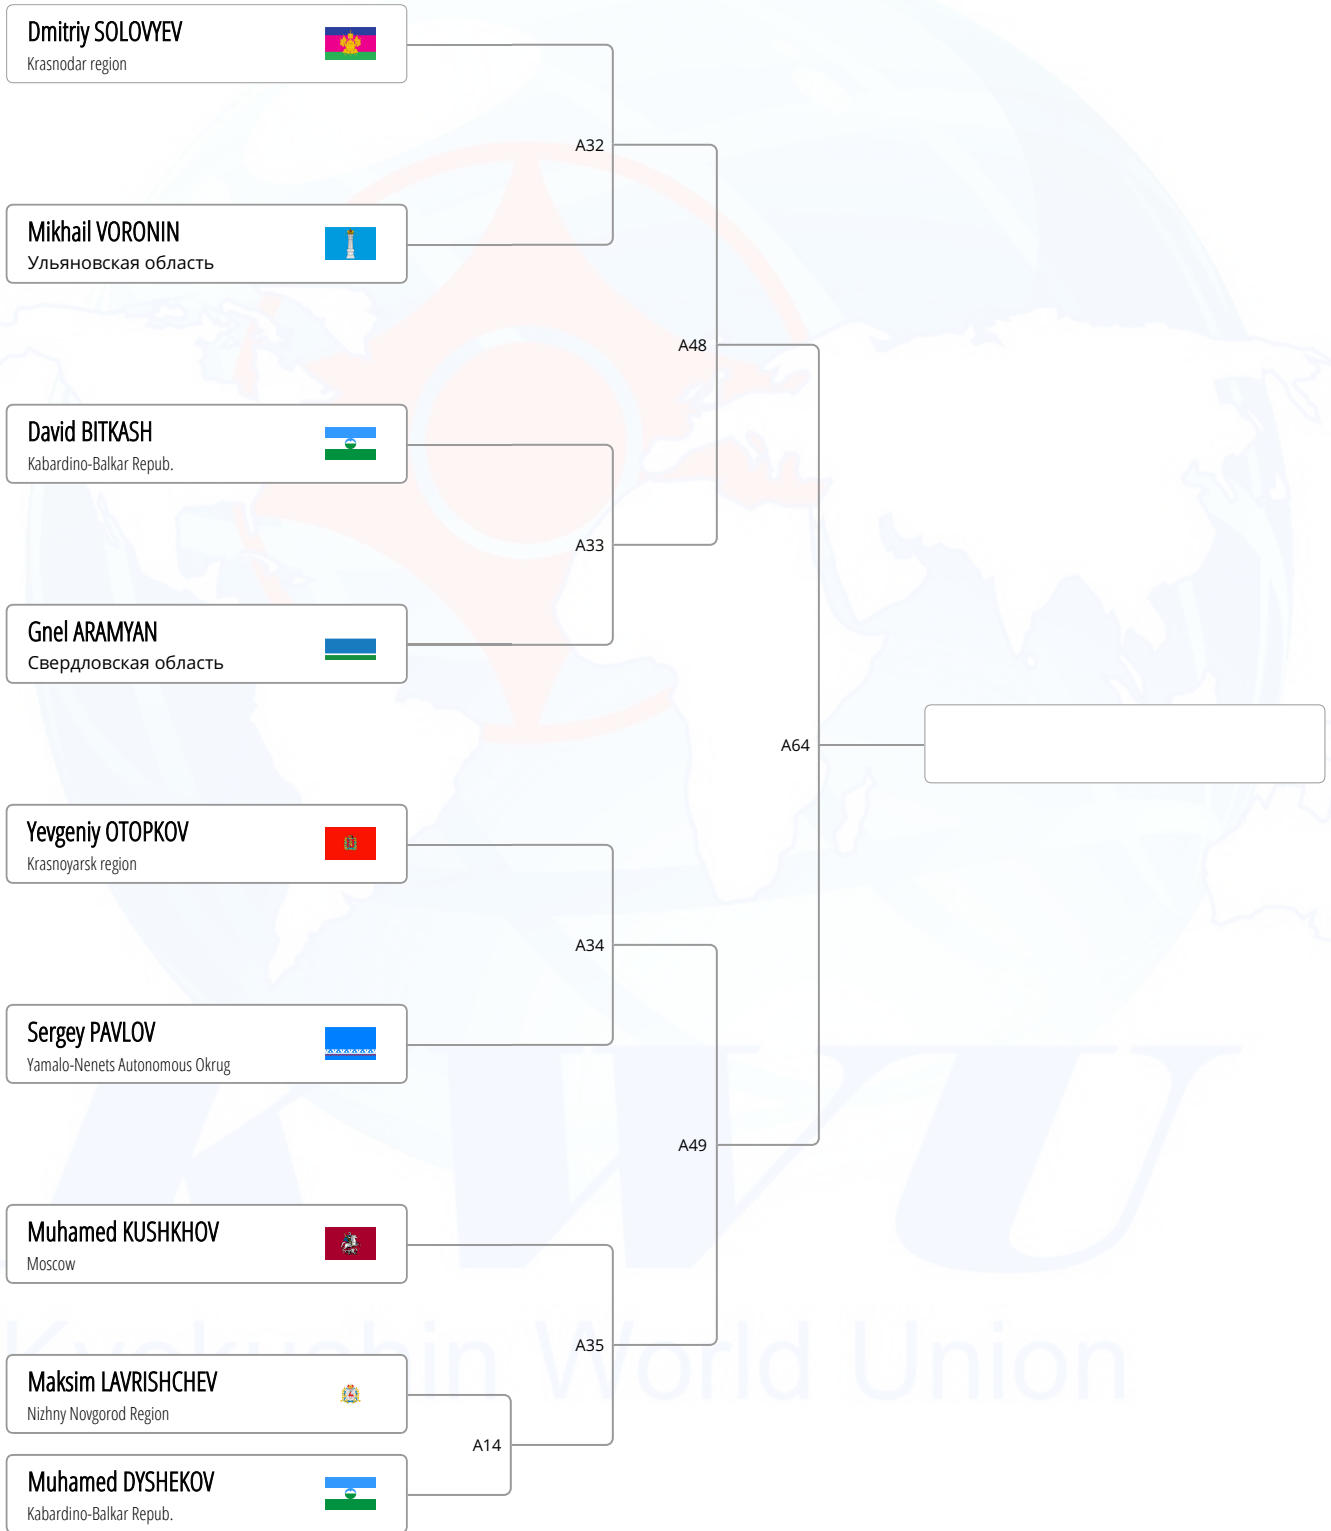 Dmitriy SOLOVYEV
Krasnodar region
A32
Mikhail VORONIN
Ульяновская область
A48
David BITKASH
Kabardino-Balkar Repub.
A33
Gnel ARAMYAN
Свердловская область
A64
Yevgeniy OTOPKOV
Krasnoyarsk region
A34
Sergey PAVLOV
Yamalo-Nenets Autonomous Okrug
KWU
A49
Muhamed KUSHKHOV
Moscow
A35
Kyokushin World Union
Maksim LAVRISHCHEV
Nizhny Novgorod Region
A14
Muhamed DYSHEKOV
Kabardino-Balkar Repub.